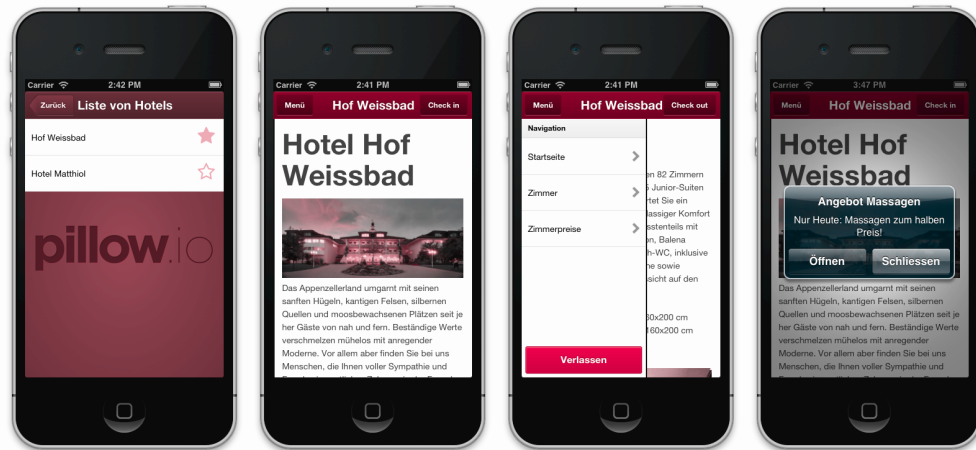 Carrier 2:42 PM
Zurück Liste von Hotels
Hof Weissbad
Hotel Matthiol
pillow.io
Carrier 2:41 PM
Menü Hof Weissbad Check in
Hotel Hof
Weissbad
Das Appenzellerland umgarnt mit seinen
sanften Hügeln, kantigen Felsen, silbernen
Quellen und moosbewachsenen Plätzen seit je
her Gäste von nah und fern. Beständige Werte
verschmelzen mühelos mit anregender
Moderne. Vor allem aber finden Sie bei uns
Menschen, die Ihnen voller Sympathie und
Carrier 2:41 PM
Menü Hof Weissbad Check out
Navigation
Startseite
Zimmer
Zimmerpreise
Verlassen
en 82 Zimmern
Junior-Suiten
tet Sie ein
lassiger Komfort
sstenteils mit
on, Balena
h-WC, inklusive
ne sowie
sicht auf den
60x200 cm
160x200 cm
Carrier 3:47 PM
Menü Hof Weissbad Check in
Hotel Hof
Weissbad
Angebot Massagen
Nur Heute: Massagen zum halben
Preis!
Öffnen Schliessen
Das Appenzellerland umgarnt mit seinen
sanften Hügeln, kantigen Felsen, silbernen
Quellen und moosbewachsenen Plätzen seit je
her Gäste von nah und fern. Beständige Werte
verschmelzen mühelos mit anregender
Moderne. Vor allem aber finden Sie bei uns
Menschen, die Ihnen voller Sympathie und